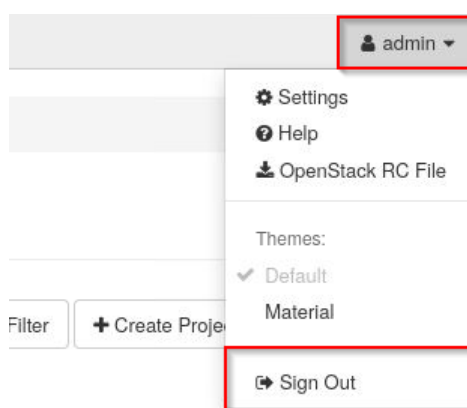 admin
Settings
Help
OpenStack RC File
Themes:
Default
Material
Filter
Create Proje
Sign Out